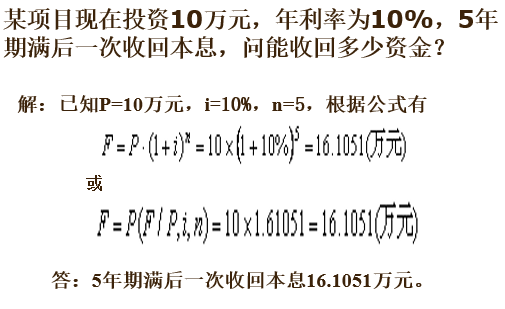 某项目现在投资10万元，年利率为10%，5年
期满后一次收回本息，问能收回多少资金？
解：已知P=10万元，i=10%，n=5，根据公式有
F=P·(1+i)ⁿ=10×(1+10%)⁵=16.1051(万元)
或
F=P(F/P,i,n)=10×1.61051=16.1051(万元)
答：5年期满后一次收回本息16.1051万元。